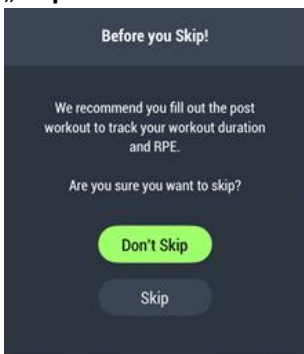 Before you Skip!
We recommend you fill out the post
workout to track your workout duration
and RPE.
Are you sure you want to skip?
Don't Skip
Skip